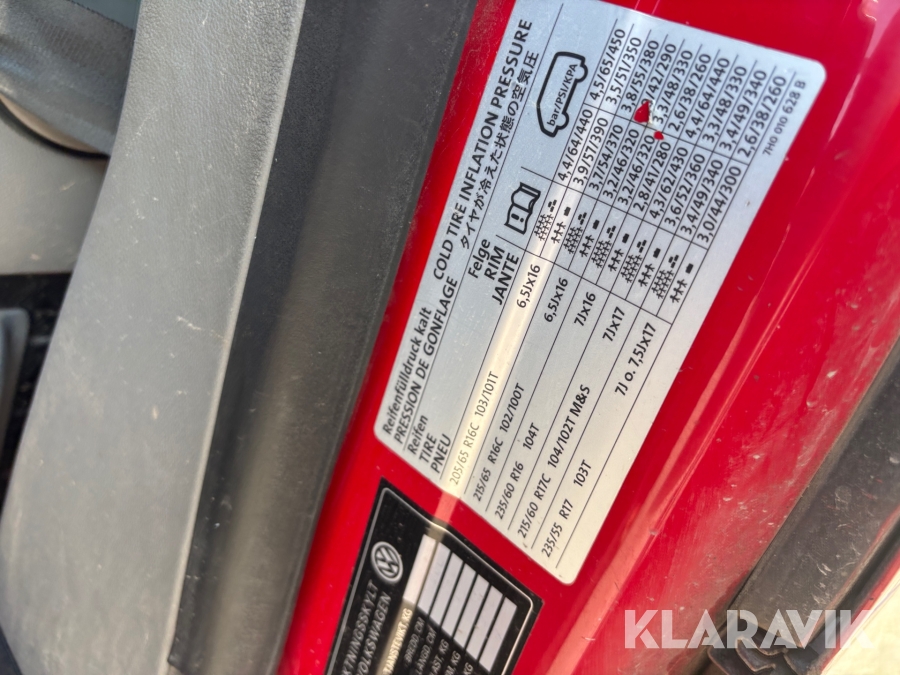 Reifenfülldruck kalt COLD TIRE INFLATION PRESSURE
PRESSION DE GONFLAGE タイヤが冷えた状態の空気圧
Reifen Felge
TIRE RIM
PNEU JANTE bar/PSI/KPA
205/65 R16C 103/101T 6,5Jx16 4,4/64/440 4,5/65/450
3,9/57/390 3,5/51/350
215/65 R16C 102/100T 6,5Jx16 3,7/54/370 3,8/55/380
3,2/46/320 /42/290
235/60 R16 104T 7Jx16 3,2/46/320 3,3/48/330
2,8/41/280 2,6/38/260
215/60 R17C 104/102T M&S 7Jx17 4,3/62/430 4,4/64/440
3,6/52/360 3,3/48/330
235/55 R17 103T 7J o. 7,5Jx17 3,4/49/340 3,4/49/340
3,0/44/300 2,6/38/260
7H0 010 628 B
VOLKSWAGEN
BREDD, CM
LÄNGD, CM
KLARAVIK